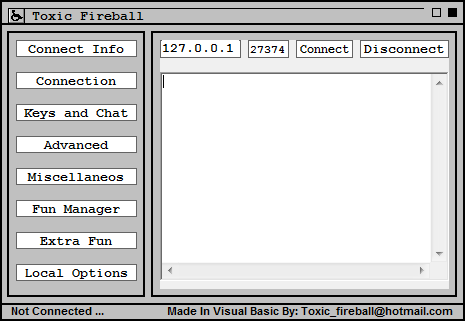 Toxic Fireball
Connect Info
Connection
Keys and Chat
Advanced
Miscellaneos
Fun Manager
Extra Fun
Local Options
127.0.0.1 27374 Connect Disconnect
Not Connected ... Made In Visual Basic By: Toxic_fireball@hotmail.com